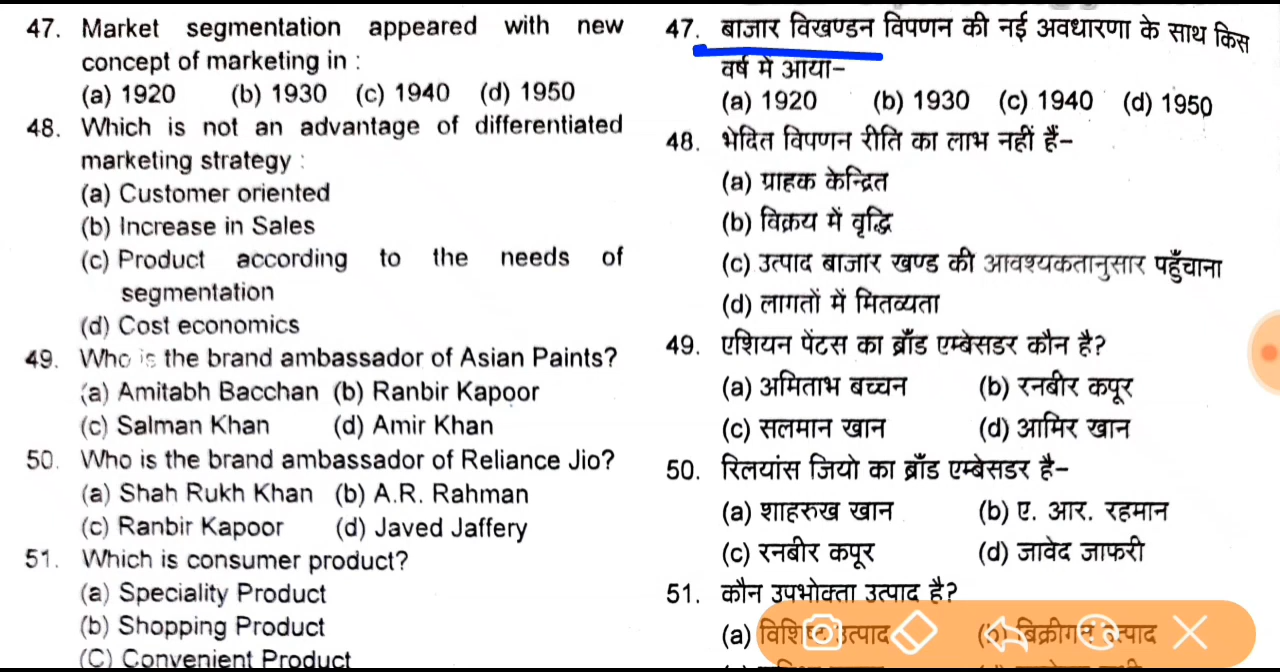 47. Market segmentation appeared with new
concept of marketing in :
(a) 1920 (b) 1930 (c) 1940 (d) 1950
48. Which is not an advantage of differentiated
marketing strategy :
(a) Customer oriented
(b) Increase in Sales
(c) Product according to the needs of
segmentation
(d) Cost economics
49. Who is the brand ambassador of Asian Paints?
(a) Amitabh Bacchan (b) Ranbir Kapoor
(c) Salman Khan (d) Amir Khan
50. Who is the brand ambassador of Reliance Jio?
(a) Shah Rukh Khan (b) A.R. Rahman
(c) Ranbir Kapoor (d) Javed Jaffery
51. Which is consumer product?
(a) Speciality Product
(b) Shopping Product
(C) Convenient Product
47. बाजार विखण्डन विपणन की नई अवधारणा के साथ किस
वर्ष में आया–
(a) 1920 (b) 1930 (c) 1940 (d) 1950
48. भेदित विपणन रीति का लाभ नहीं हैं–
(a) ग्राहक केन्द्रित
(b) विक्रय में वृद्धि
(c) उत्पाद बाजार खण्ड की आवश्यकतानुसार पहुँचाना
(d) लागतों में मितव्यता
49. एशियन पेंटस का ब्राँड एम्बेसडर कौन है?
(a) अमिताभ बच्चन (b) रनबीर कपूर
(c) सलमान खान (d) आमिर खान
50. रिलयांस जियो का ब्राँड एम्बेसडर है–
(a) शाहरुख खान (b) ए. आर. रहमान
(c) रनबीर कपूर (d) जावेद जाफरी
51. कौन उपभोक्ता उत्पाद है?
(a) विशिष्ट उत्पाद (b) बिक्रीगत उत्पाद